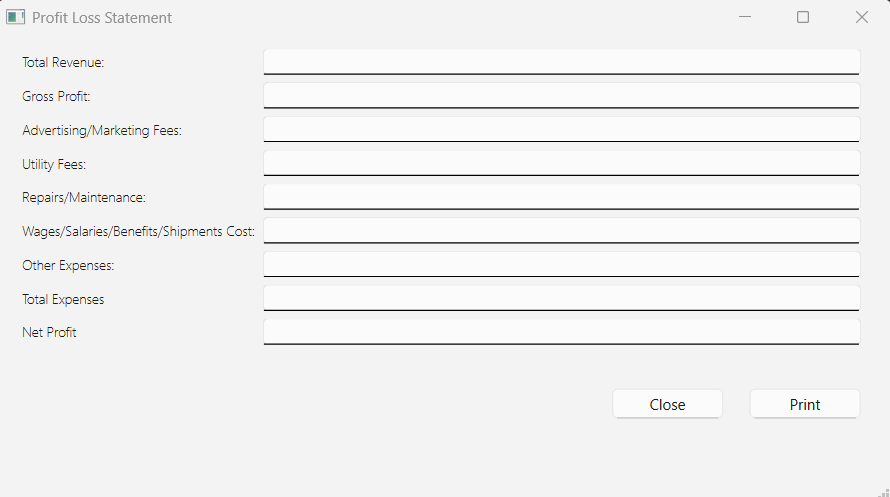 Profit Loss Statement
Total Revenue:
Gross Profit:
Advertising/Marketing Fees:
Utility Fees:
Repairs/Maintenance:
Wages/Salaries/Benefits/Shipments Cost:
Other Expenses:
Total Expenses
Net Profit
Close Print